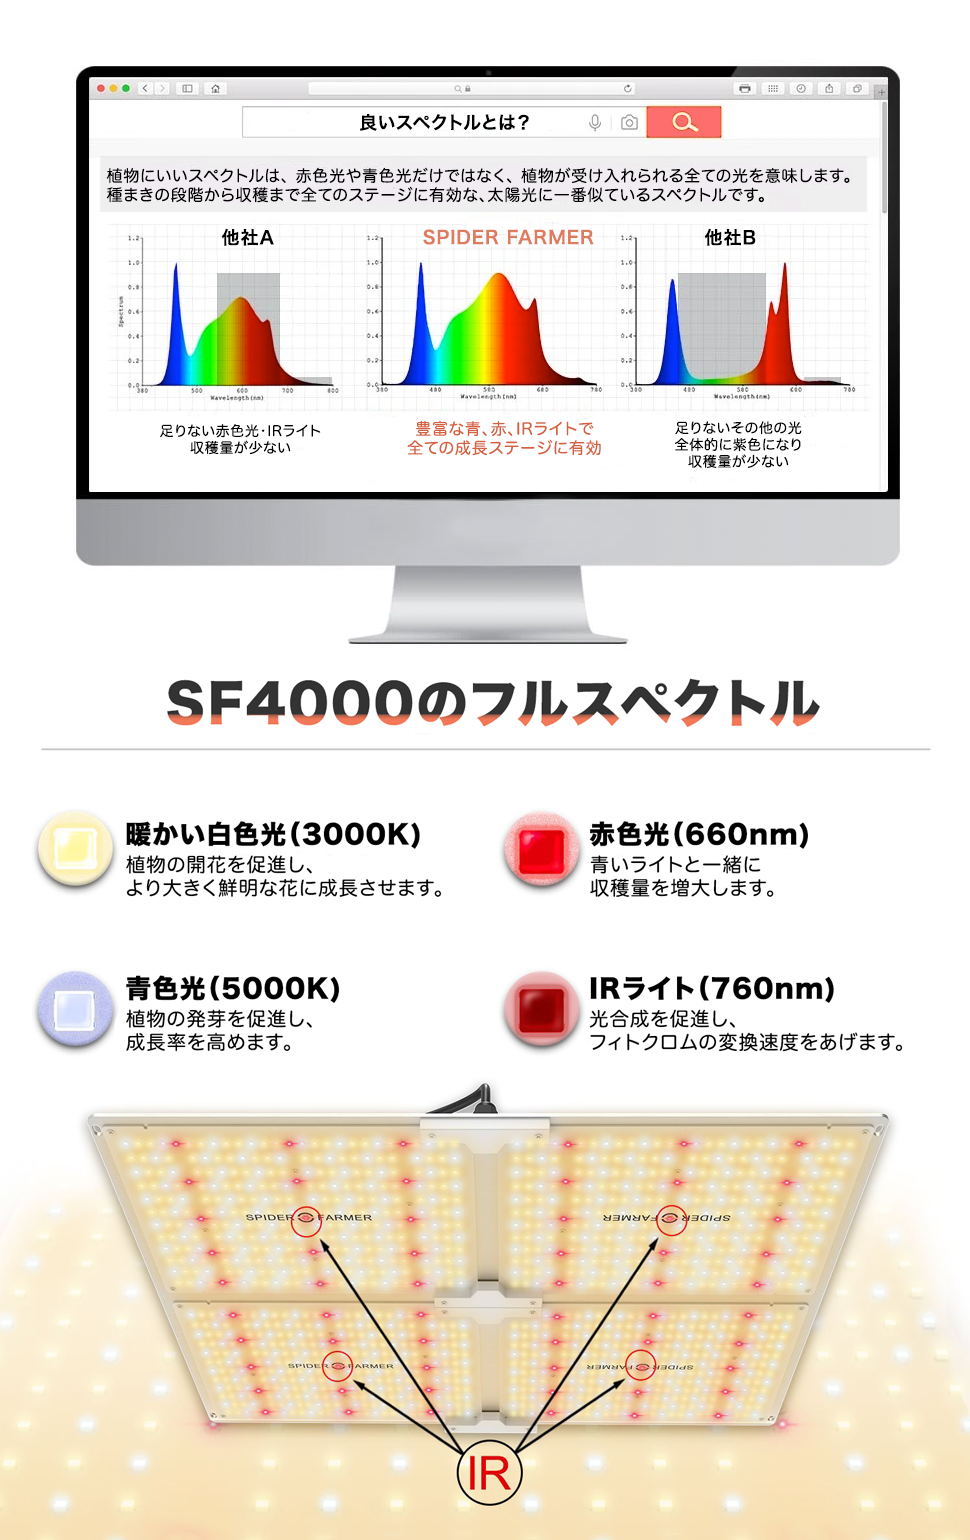 良いスペクトルとは？
植物にいいスペクトルは、赤色光や青色光だけではなく、植物が受け入れられる全ての光を意味します。
種まきの段階から収穫まで全てのステージに有効な、太陽光に一番似ているスペクトルです。
他社A
1.2
1.0
0.8
0.6
0.4
0.2
0.0
Spectrum
380
500
600
700
800
Wavelength(nm)
足りない赤色光・IRライト
収穫量が少ない
SPIDER FARMER
1.2
1.0
0.8
0.6
0.4
0.2
0.0
380
480
580
680
780
Wavelength(nm)
豊富な青、赤、IRライトで
全ての成長ステージに有効
他社B
1.2
1.0
0.8
0.6
0.4
0.2
0.0
400
500
600
700
Wavelength(nm)
足りないその他の光
全体的に紫色になり
収穫量が少ない
SF4000のフルスペクトル
暖かい白色光（3000K）
植物の開花を促進し、
より大きく鮮明な花に成長させます。
赤色光（660nm）
青いライトと一緒に
収穫量を増大します。
青色光（5000K）
植物の発芽を促進し、
成長率を高めます。
IRライト（760nm）
光合成を促進し、
フィトクロムの変換速度をあげます。
SPIDER FARMER
SPIDER FARMER
SPIDER FARMER
SPIDER FARMER
IR